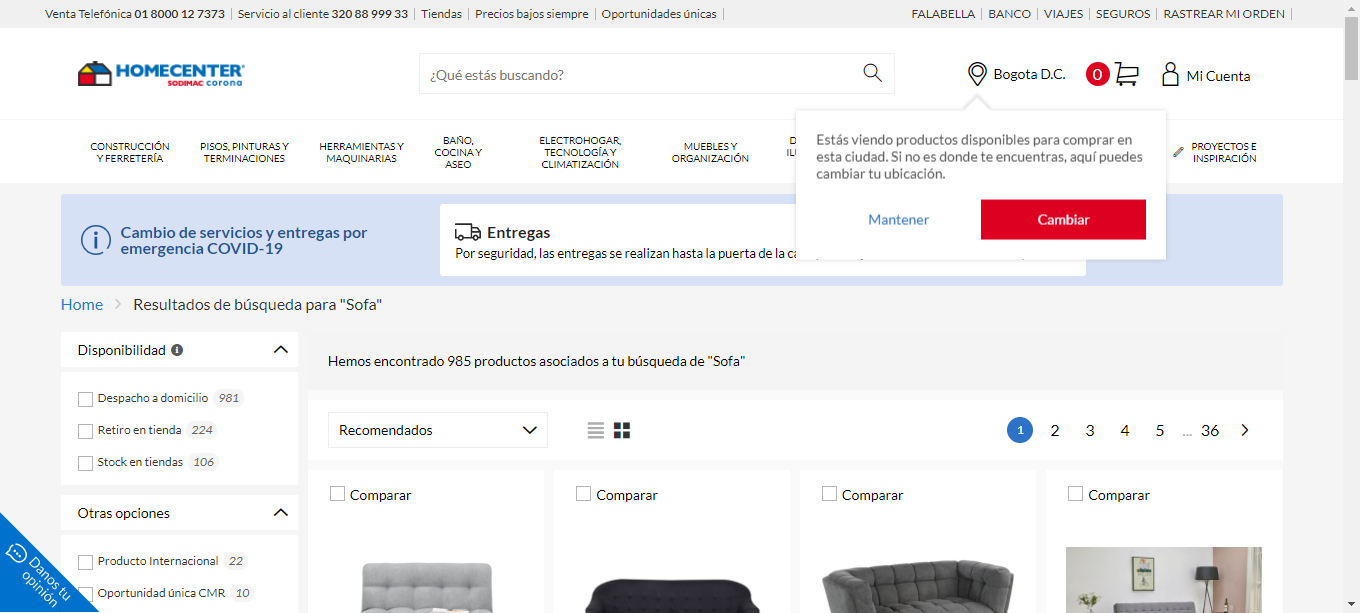 Venta Telefónica 01 8000 12 7373 Servicio al cliente 320 88 999 33 Tiendas Precios bajos siempre Oportunidades únicas FALABELLA BANCO VIAJES SEGUROS RASTREAR MI ORDEN
HOMECENTER
SODIMAC corona
¿Qué estás buscando?
Bogota D.C.
0
Mi Cuenta
CONSTRUCCIÓN
Y FERRETERÍA
PISOS, PINTURAS Y
TERMINACIONES
HERRAMIENTAS Y
MAQUINARIAS
BAÑO,
COCINA Y
ASEO
ELECTROHOGAR,
TECNOLOGÍA Y
CLIMATIZACIÓN
MUEBLES Y
ORGANIZACIÓN
PROYECTOS E
INSPIRACIÓN
Estás viendo productos disponibles para comprar en
esta ciudad. Si no es donde te encuentras, aquí puedes
cambiar tu ubicación.
Mantener Cambiar
Cambio de servicios y entregas por
emergencia COVID-19
Entregas
Por seguridad, las entregas se realizan hasta la puerta de la
Home Resultados de búsqueda para "Sofa"
Disponibilidad
Despacho a domicilio 981
Retiro en tienda 224
Stock en tiendas 106
Otras opciones
Producto Internacional 22
Oportunidad única CMR 10
Danos tu
opinión
Hemos encontrado 985 productos asociados a tu búsqueda de "Sofa"
Recomendados
1 2 3 4 5 ... 36
Comparar Comparar Comparar Comparar